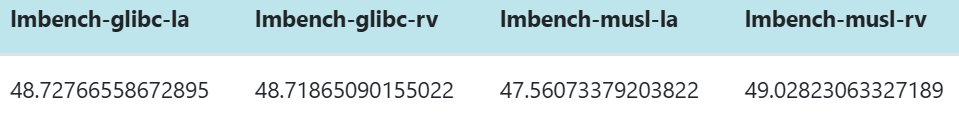 lmbench-glibc-la lmbench-glibc-rv lmbench-musl-la lmbench-musl-rv
48.72766558672895 48.71865090155022 47.56073379203822 49.02823063327189